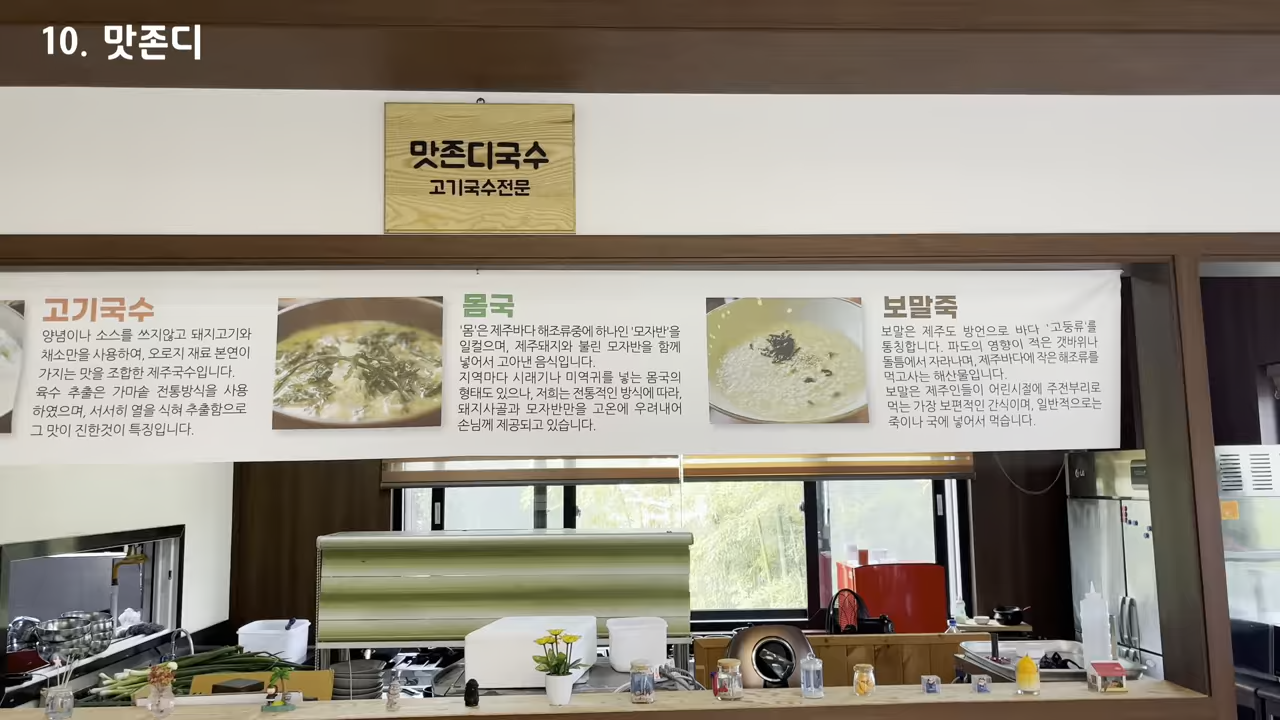 10. 맛존디
맛존디국수
고기국수전문
고기국수
양념이나 소스를 쓰지않고 돼지고기와
채소만을 사용하여, 오로지 재료 본연이
가지는 맛을 조합한 제주국수입니다.
육수 추출은 가마솥 전통방식을 사용
하였으며, 서서히 열을 식혀 추출함으로
그 맛이 진한것이 특징입니다.
몸국
'몸'은 제주바다 해조류중에 하나인 '모자반'을
일컬으며, 제주돼지와 불린 모자반을 함께
넣어서 고아낸 음식입니다.
지역마다 시래기나 미역귀를 넣는 몸국의
형태도 있으나, 저희는 전통적인 방식에 따라,
돼지사골과 모자반만을 고온에 우려내어
손님께 제공되고 있습니다.
보말죽
보말은 제주도 방언으로 바다 '고둥류'를
통칭합니다. 파도의 영향이 적은 갯바위나
돌틈에서 자라나며, 제주바다에 작은 해조류를
먹고사는 해산물입니다.
보말은 제주인들이 어린시절에 주전부리로
먹는 가장 보편적인 간식이며, 일반적으로는
죽이나 국에 넣어서 먹습니다.